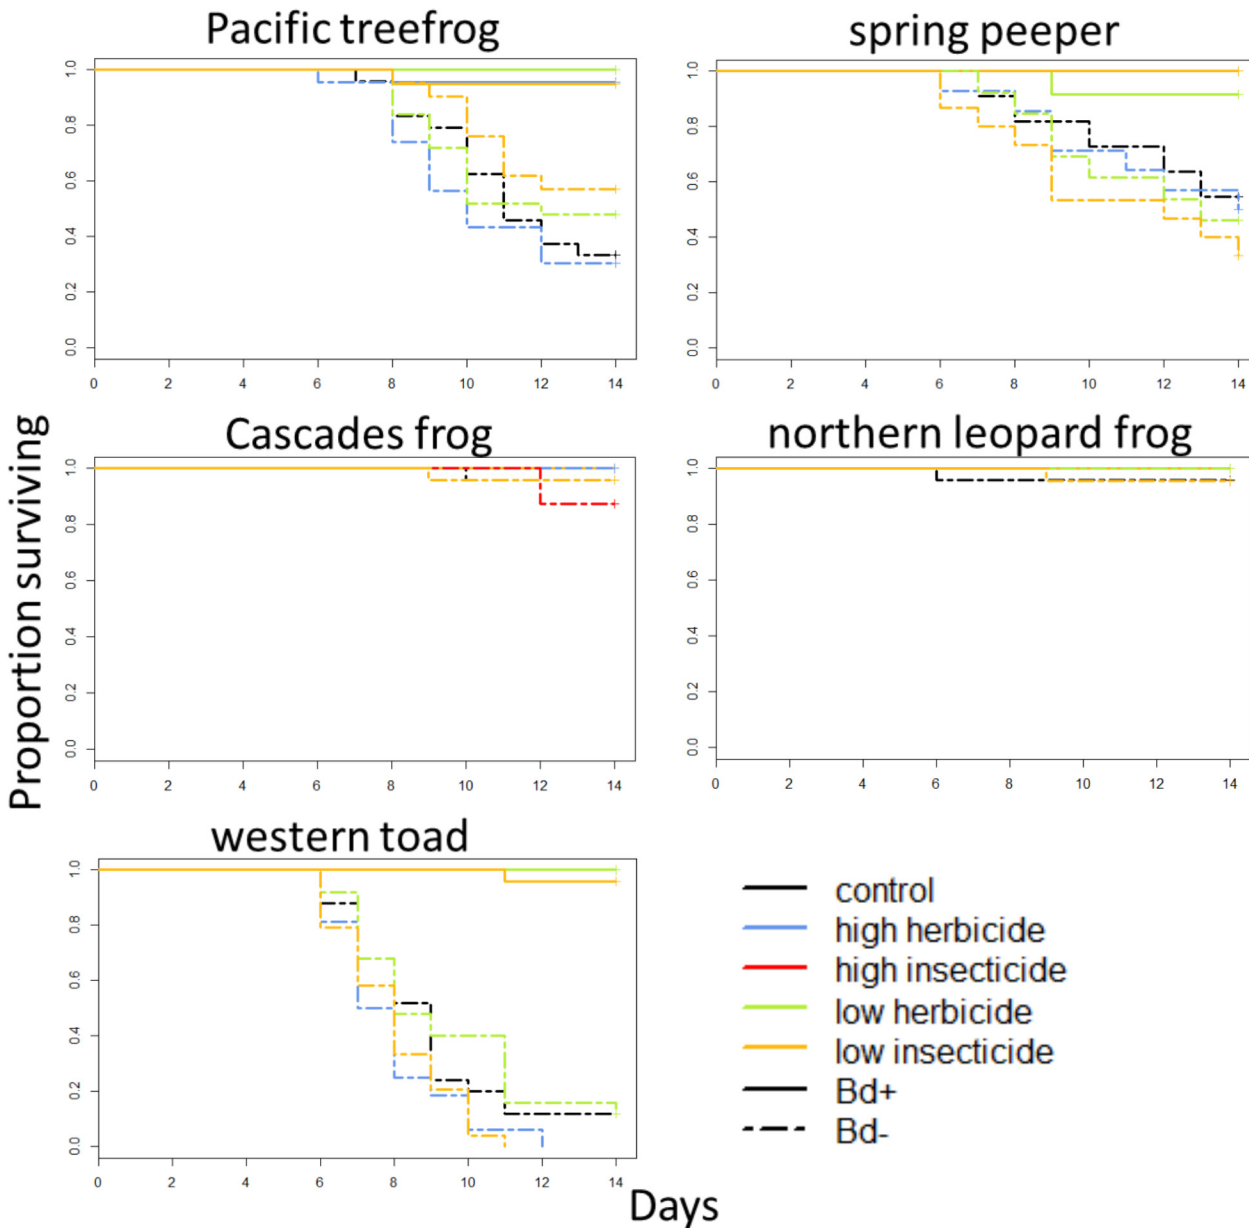 Pacific treefrog
spring peeper
1.0
0.8
0.6
0.4
0.2
0.0
0 2 4 6 8 10 12 14
1.0
0.8
0.6
0.4
0.2
0.0
0 2 4 6 8 10 12 14
Proportion surviving
Cascades frog
northern leopard frog
1.0
0.8
0.6
0.4
0.2
0.0
0 2 4 6 8 10 12 14
1.0
0.8
0.6
0.4
0.2
0.0
0 2 4 6 8 10 12 14
western toad
1.0
0.8
0.6
0.4
0.2
0.0
0 2 4 6 8 10 12 14
control
high herbicide
high insecticide
low herbicide
low insecticide
Bd+
Bd-
Days